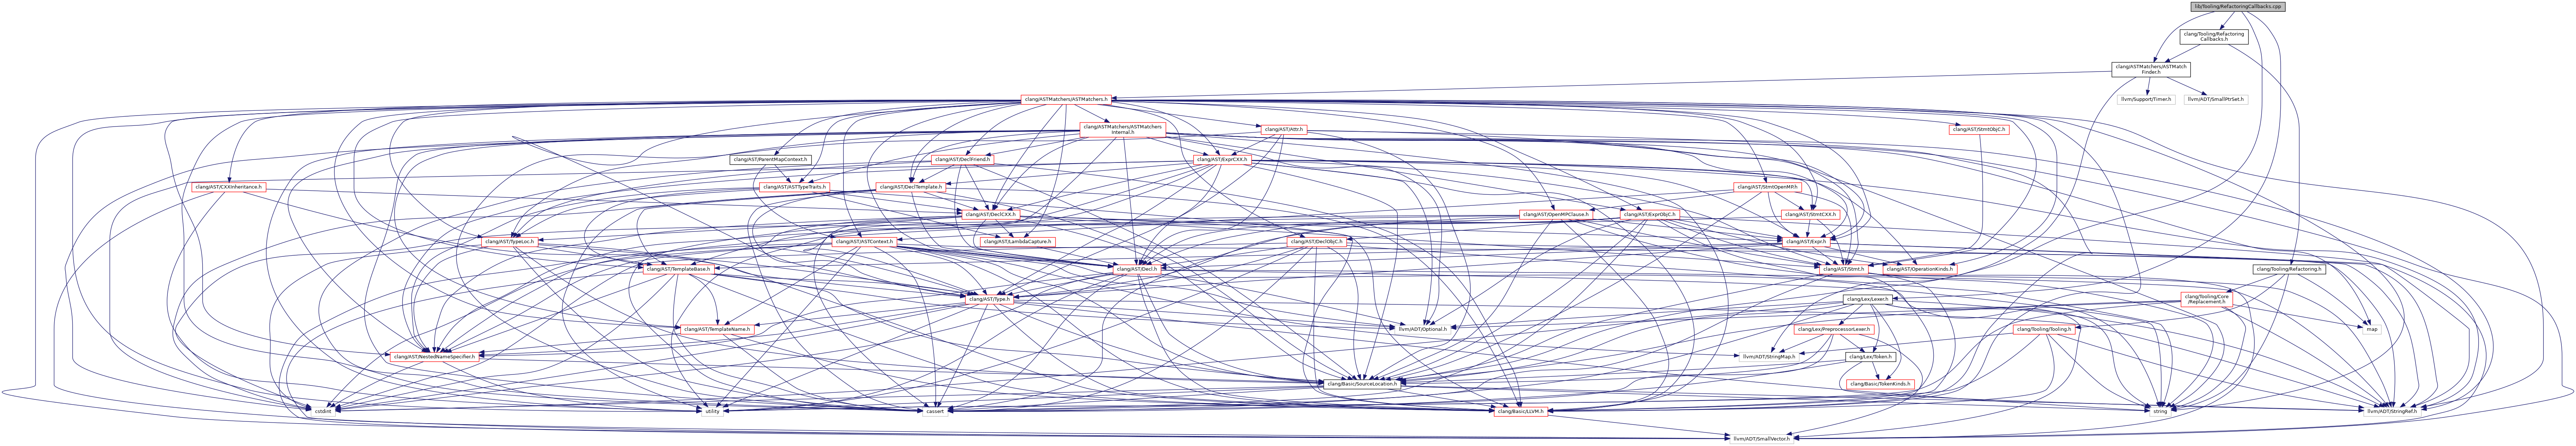 lib/Tooling/RefactoringCallbacks.cpp
clang/Tooling/Refactoring
Callbacks.h
clang/ASTMatchers/ASTMatch
Finder.h
clang/ASTMatchers/ASTMatchers.h
llvm/Support/Timer.h
llvm/ADT/SmallPtrSet.h
clang/ASTMatchers/ASTMatchers
Internal.h
clang/AST/Attr.h
clang/AST/StmtObjC.h
clang/AST/ParentMapContext.h
clang/AST/DeclFriend.h
clang/AST/ExprCXX.h
clang/AST/CXXInheritance.h
clang/AST/ASTTypeTraits.h
clang/AST/DeclTemplate.h
clang/AST/StmtOpenMP.h
clang/AST/DeclCXX.h
clang/AST/OpenMPClause.h
clang/AST/ExprObjC.h
clang/AST/StmtCXX.h
clang/AST/TypeLoc.h
clang/AST/ASTContext.h
clang/AST/LambdaCapture.h
clang/AST/DeclObjC.h
clang/AST/Expr.h
clang/AST/TemplateBase.h
clang/AST/Decl.h
clang/AST/Stmt.h
clang/AST/OperationKinds.h
clang/Tooling/Refactoring.h
clang/AST/Type.h
clang/Lex/Lexer.h
clang/Tooling/Core
/Replacement.h
clang/AST/TemplateName.h
llvm/ADT/Optional.h
clang/Lex/PreprocessorLexer.h
clang/Tooling/Tooling.h
map
clang/AST/NestedNameSpecifier.h
llvm/ADT/StringMap.h
clang/Lex/Token.h
clang/Basic/SourceLocation.h
clang/Basic/TokenKinds.h
cstdint
utility
cassert
clang/Basic/LLVM.h
string
llvm/ADT/StringRef.h
llvm/ADT/SmallVector.h